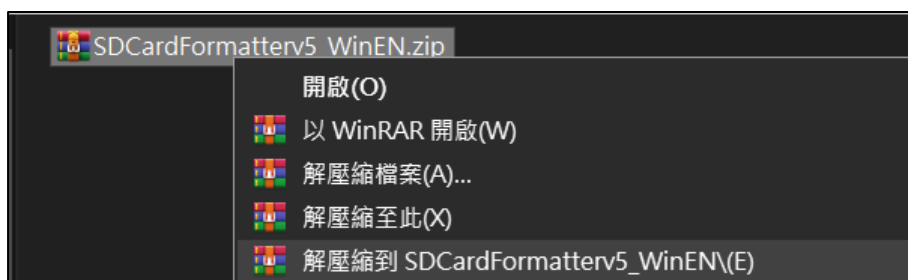 SDCardFormatterv5_WinEN.zip
開啟(O)
以 WinRAR 開啟(W)
解壓縮檔案(A)...
解壓縮至此(X)
解壓縮到 SDCardFormatterv5_WinEN\(E)